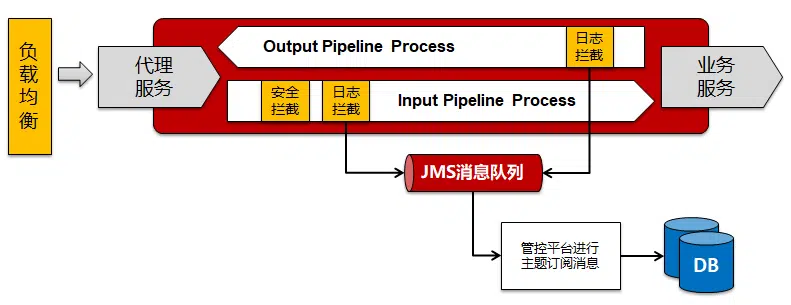 负
载
均
衡
代理
服务
Output Pipeline Process
日志
拦截
安全
拦截
日志
拦截
Input Pipeline Process
业务
服务
JMS消息队列
管控平台进行
主题订阅消息
DB